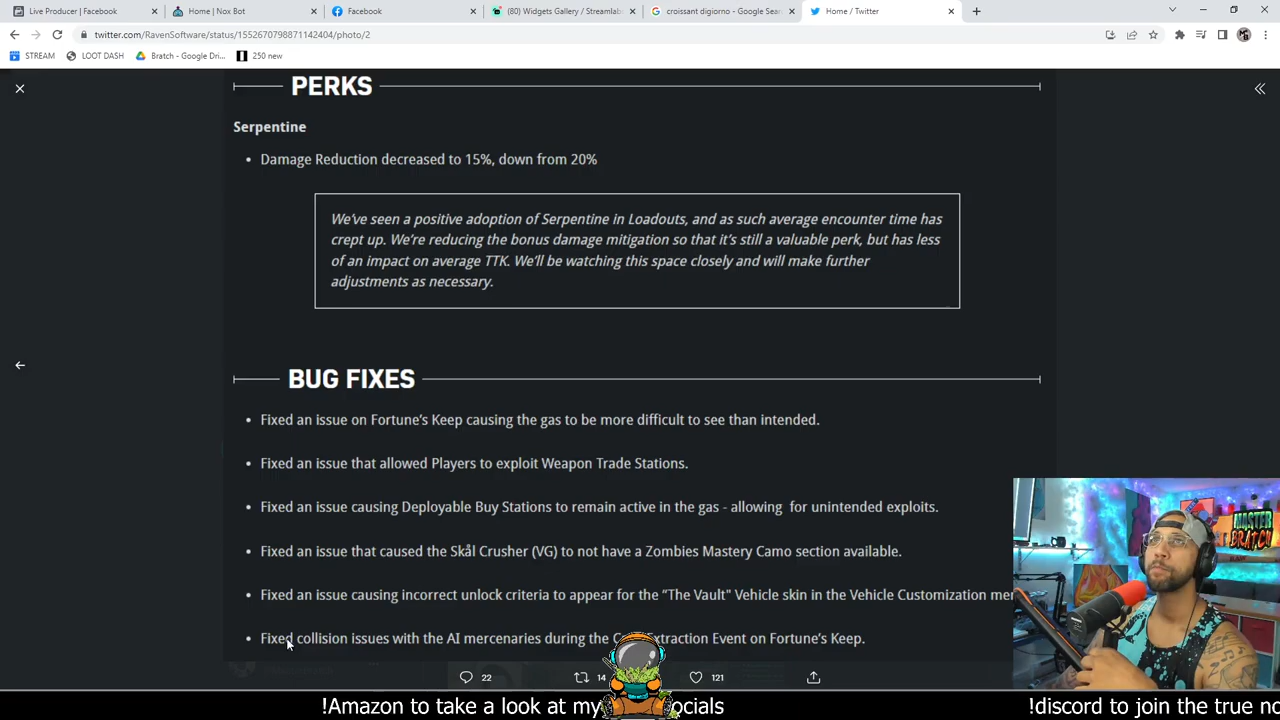 Live Producer | Facebook
Home | Nox Bot
Facebook
(80) Widgets Gallery / Streamlab
croissant digiorno - Google Sear
Home / Twitter
twitter.com/RavenSoftware/status/1552670798871142404/photo/2
STREAM
LOOT DASH
Bratch - Google Dri...
250 new
PERKS
Serpentine
• Damage Reduction decreased to 15%, down from 20%
We've seen a positive adoption of Serpentine in Loadouts, and as such average encounter time has
crept up. We're reducing the bonus damage mitigation so that it's still a valuable perk, but has less
of an impact on average TTK. We'll be watching this space closely and will make further
adjustments as necessary.
BUG FIXES
• Fixed an issue on Fortune's Keep causing the gas to be more difficult to see than intended.
• Fixed an issue that allowed Players to exploit Weapon Trade Stations.
• Fixed an issue causing Deployable Buy Stations to remain active in the gas - allowing for unintended exploits.
• Fixed an issue that caused the Skål Crusher (VG) to not have a Zombies Mastery Camo section available.
• Fixed an issue causing incorrect unlock criteria to appear for the “The Vault" Vehicle skin in the Vehicle Customization me
• Fixed collision issues with the AI mercenaries during the Extraction Event on Fortune's Keep.
MASTER
BRATCH
22
14
121
!Amazon to take a look at my socials
!discord to join the true no